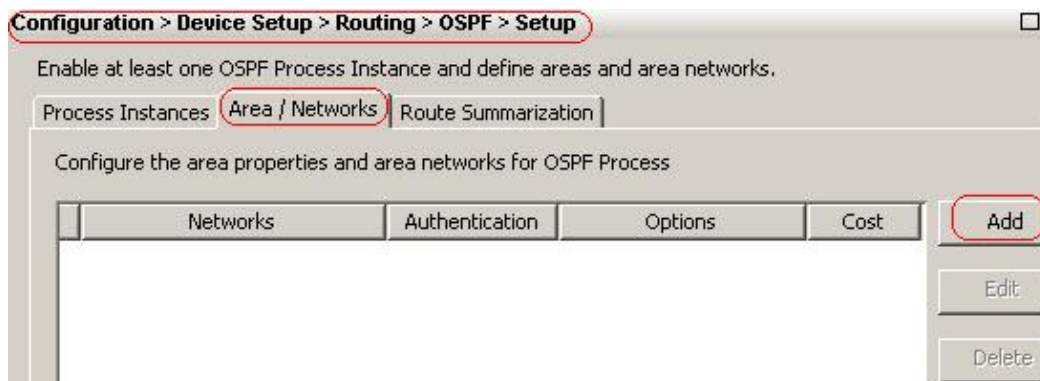 Configuration > Device Setup > Routing > OSPF > Setup
Enable at least one OSPF Process Instance and define areas and area networks.
Process Instances Area / Networks Route Summarization
Configure the area properties and area networks for OSPF Process
Networks Authentication Options Cost Add
Edit
Delete